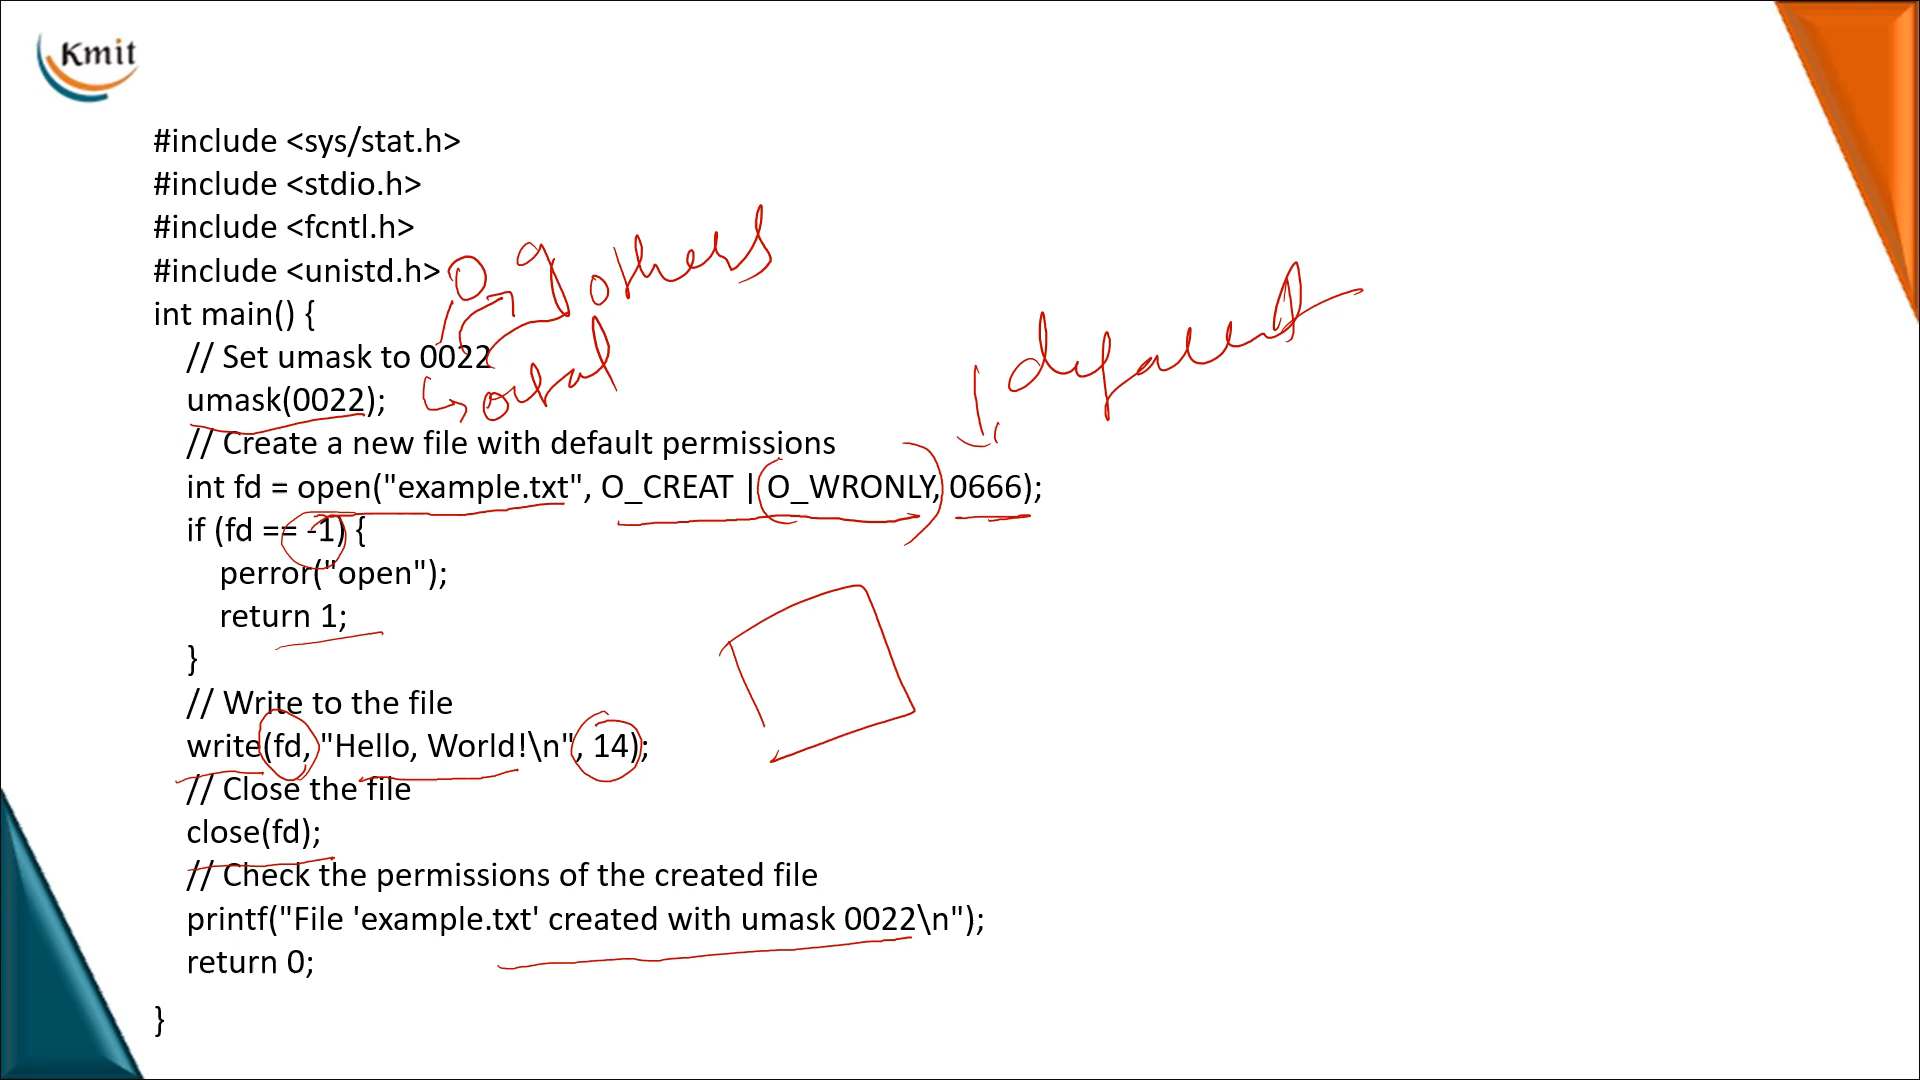 Kmit
#include <sys/stat.h>
#include <stdio.h>
#include <fcntl.h>
#include <unistd.h>
O g others
int main() {
// Set umask to 0022
octal
default
umask(0022);
// Create a new file with default permissions
int fd = open("example.txt", O_CREAT | O_WRONLY, 0666);
if (fd == -1) {
perror("open");
return 1;
}
// Write to the file
write(fd, "Hello, World!\n", 14);
// Close the file
close(fd);
// Check the permissions of the created file
printf("File 'example.txt' created with umask 0022\n");
return 0;
}